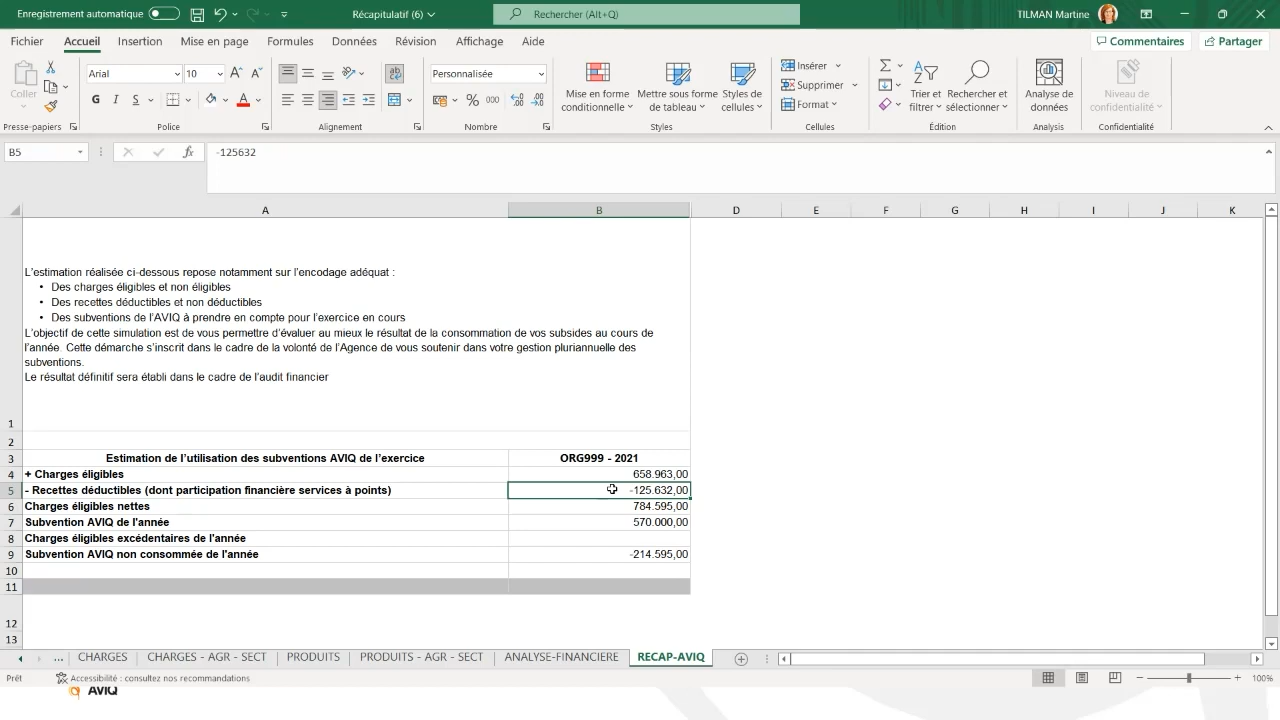 Enregistrement automatique
Récapitulatif (6)
Rechercher (Alt+Q)
TILMAN Martine
Fichier Accueil Insertion Mise en page Formules Données Révision Affichage Aide
Commentaires Partager
Coller
Arial 10
G I S
Personnalisée
% 000
Mise en forme conditionnelle
Mettre sous forme de tableau
Styles de cellules
Insérer
Supprimer
Format
Trier et filtrer
Rechercher et sélectionner
Analyse de données
Niveau de confidentialité
Presse-papiers Police Alignement Nombre Styles Cellules Édition Analysis Confidentialité
B5 fx -125632
A B D E F G H I J K
L'estimation réalisée ci-dessous repose notamment sur l'encodage adéquat :
• Des charges éligibles et non éligibles
• Des recettes déductibles et non déductibles
• Des subventions de l'AVIQ à prendre en compte pour l'exercice en cours
L'objectif de cette simulation est de vous permettre d'évaluer au mieux le résultat de la consommation de vos subsides au cours de
l'année. Cette démarche s'inscrit dans le cadre de la volonté de l'Agence de vous soutenir dans votre gestion pluriannuelle des
subventions.
Le résultat définitif sera établi dans le cadre de l'audit financier
1
2
3 Estimation de l'utilisation des subventions AVIQ de l'exercice ORG999 - 2021
4 + Charges éligibles 658.963,00
5 - Recettes déductibles (dont participation financière services à points) -125.632,00
6 Charges éligibles nettes 784.595,00
7 Subvention AVIQ de l'année 570.000,00
8 Charges éligibles excédentaires de l'année
9 Subvention AVIQ non consommée de l'année -214.595,00
10
11
12
13
... CHARGES CHARGES - AGR - SECT PRODUITS PRODUITS - AGR - SECT ANALYSE-FINANCIERE RECAP-AVIQ
Prêt Accessibilité : consultez nos recommandations 100%
AVIQ